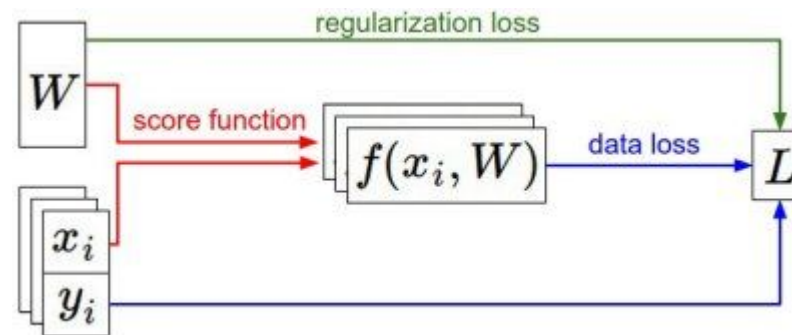 regularization loss
W
score function
f(x_i, W)
data loss
L
x_i
y_i